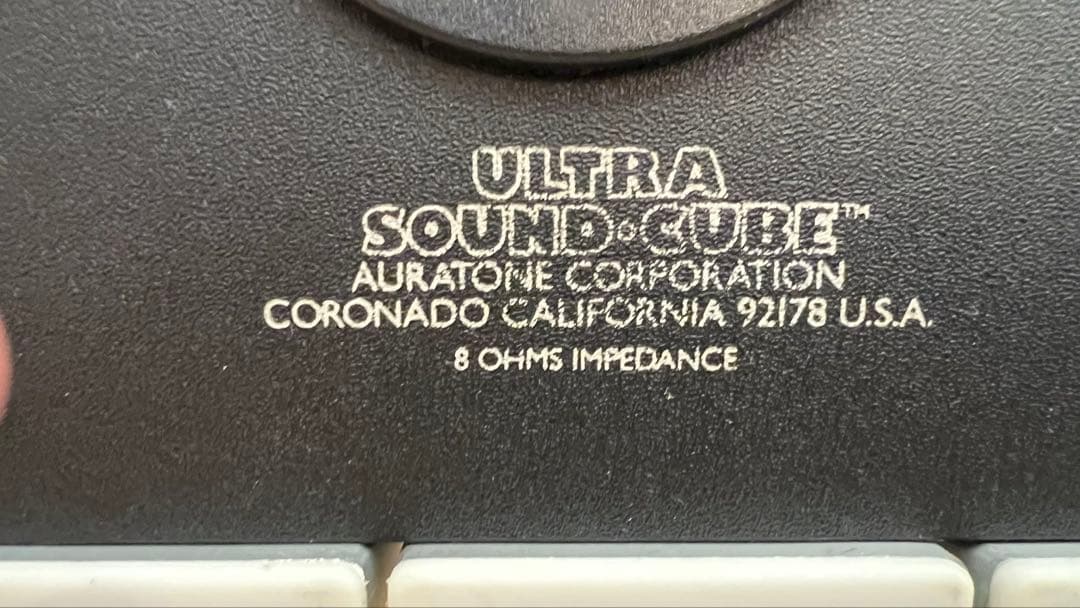 ULTRA
SOUND·CUBE™
AURATONE CORPORATION
CORONADO CALIFORNIA 92178 U.S.A.
8 OHMS IMPEDANCE